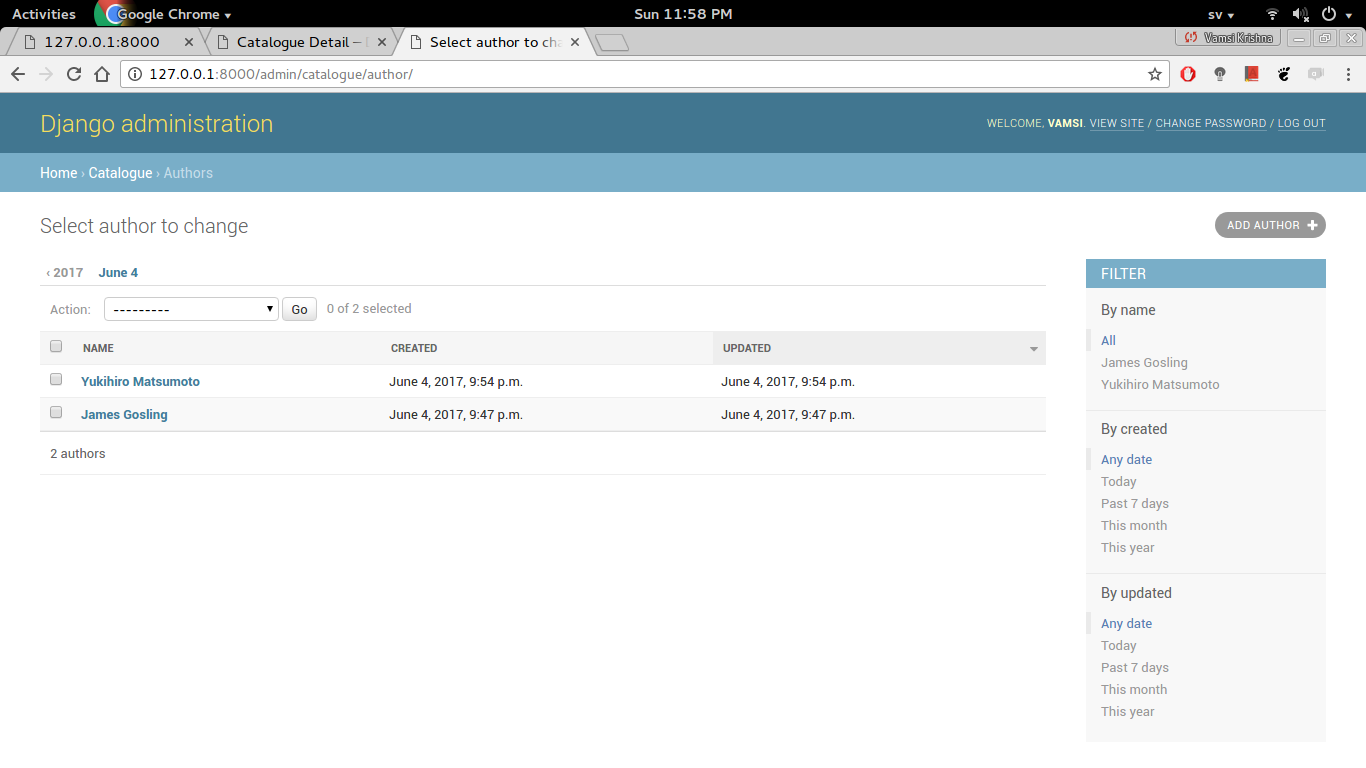 Activities Google Chrome Sun 11:58 PM sv
127.0.0.1:8000 Catalogue Detail – Select author to cha Vamsi Krishna
127.0.0.1:8000/admin/catalogue/author/
Django administration WELCOME, VAMSI. VIEW SITE / CHANGE PASSWORD / LOG OUT
Home › Catalogue › Authors
Select author to change ADD AUTHOR +
‹ 2017 June 4
Action: --------- Go 0 of 2 selected
NAME CREATED UPDATED
Yukihiro Matsumoto June 4, 2017, 9:54 p.m. June 4, 2017, 9:54 p.m.
James Gosling June 4, 2017, 9:47 p.m. June 4, 2017, 9:47 p.m.
2 authors
FILTER
By name
All
James Gosling
Yukihiro Matsumoto
By created
Any date
Today
Past 7 days
This month
This year
By updated
Any date
Today
Past 7 days
This month
This year